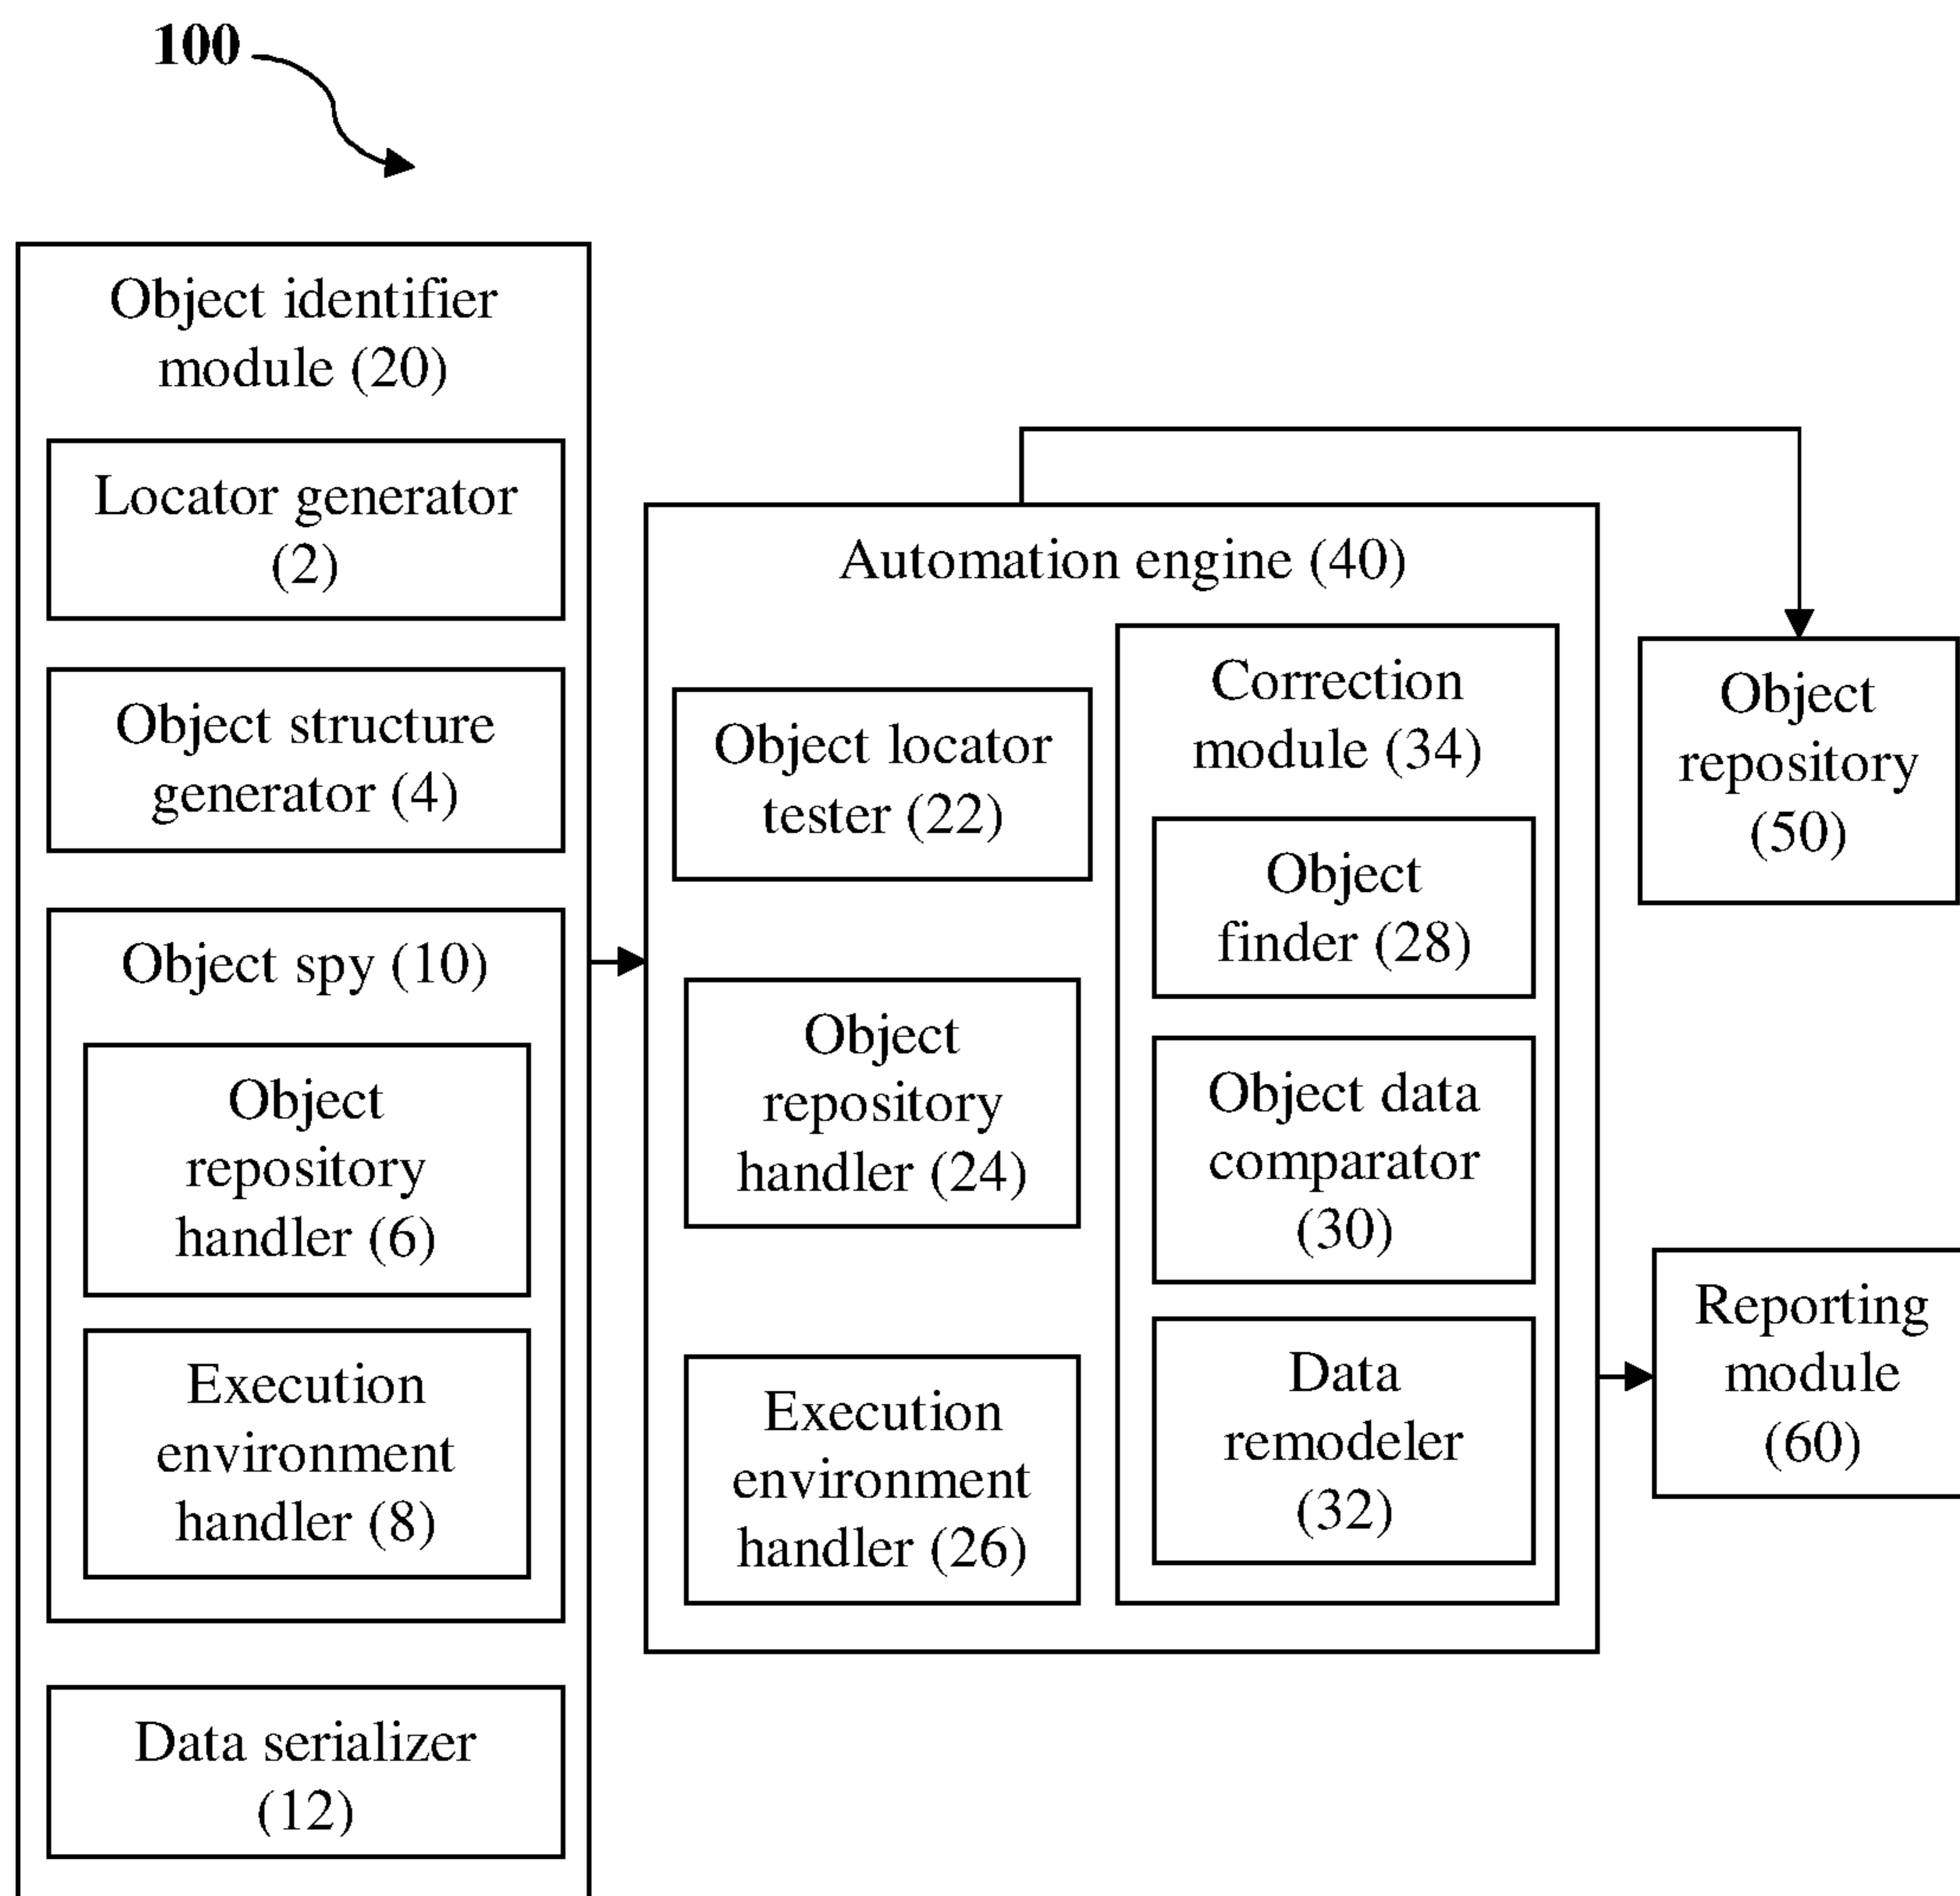 100
Object identifier
module (20)
Locator generator
(2)
Object structure
generator (4)
Object spy (10)
Object
repository
handler (6)
Execution
environment
handler (8)
Data serializer
(12)
Automation engine (40)
Object locator
tester (22)
Object
repository
handler (24)
Execution
environment
handler (26)
Correction
module (34)
Object
finder (28)
Object data
comparator
(30)
Data
remodeler
(32)
Object
repository
(50)
Reporting
module
(60)